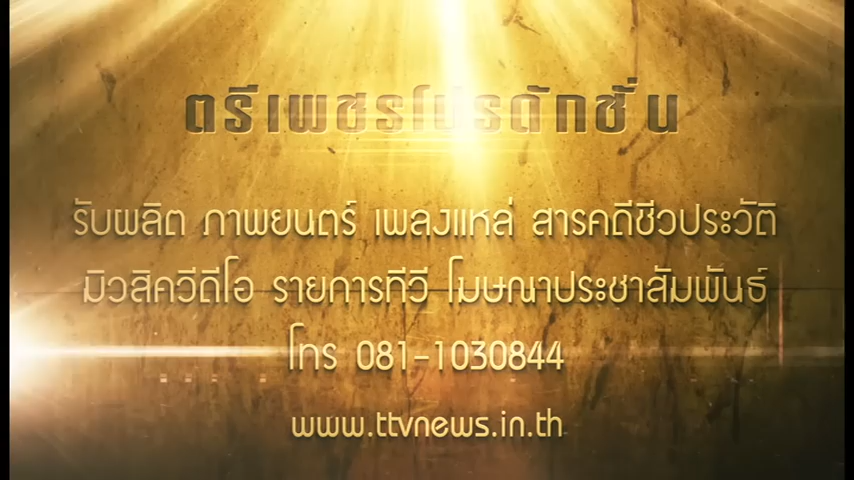 ตรีเพชรโปรดักชั่น
รับผลิต ภาพยนตร์ เพลงแหล่ สารคดีชีวประวัติ
มิวสิควีดีโอ รายการทีวี โฆษณาประชาสัมพันธ์
โทร 081-1030844
www.ttvnews.in.th